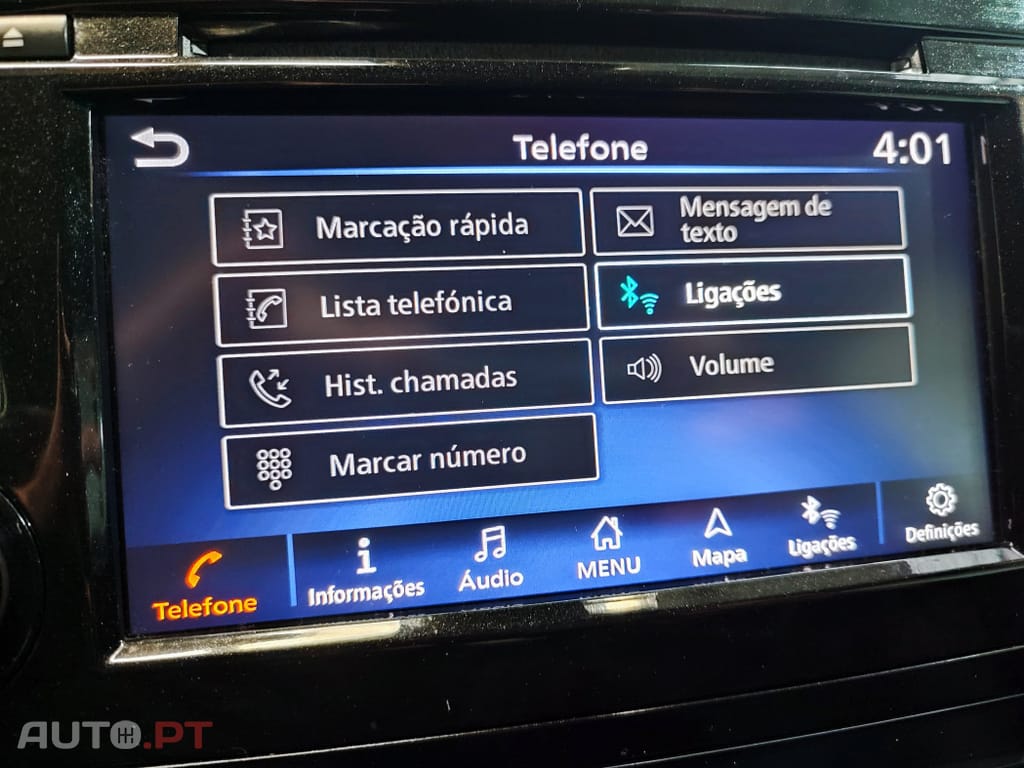 Telefone
4:01
Marcação rápida
Mensagem de
texto
Lista telefónica
Ligações
Hist. chamadas
Volume
Marcar número
Telefone
Informações
Áudio
MENU
Mapa
Ligações
Definições
AUTO.PT